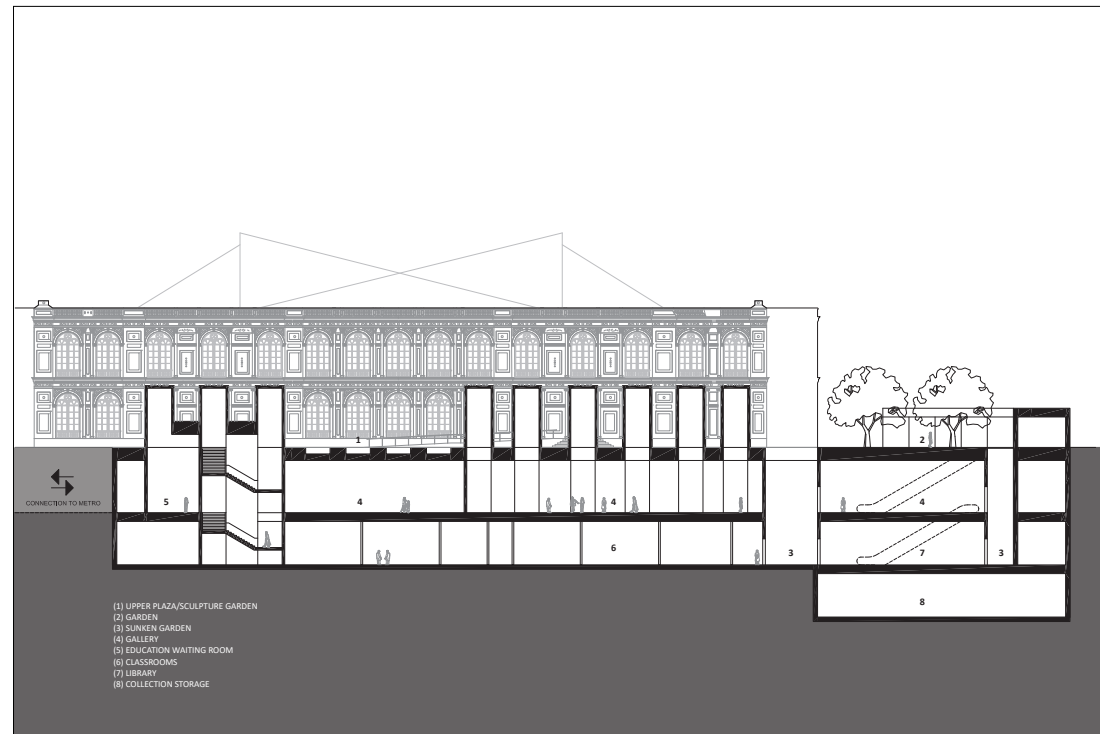 1
2
CONNECTION TO METRO
5
4
4
4
6
3
7
3
8
(1) UPPER PLAZA/SCULPTURE GARDEN
(2) GARDEN
(3) SUNKEN GARDEN
(4) GALLERY
(5) EDUCATION WAITING ROOM
(6) CLASSROOMS
(7) LIBRARY
(8) COLLECTION STORAGE